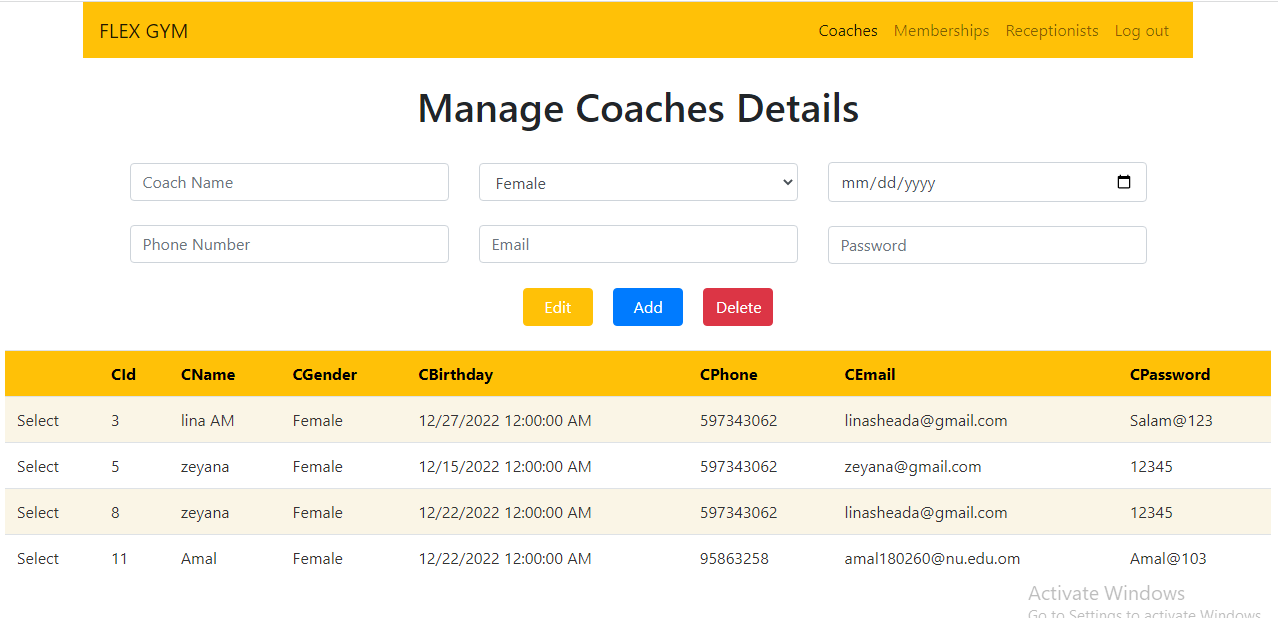 FLEX GYM Coaches Memberships Receptionists Log out
Manage Coaches Details
Coach Name Female mm/dd/yyyy
Phone Number Email Password
Edit Add Delete
CId CName CGender CBirthday CPhone CEmail CPassword
Select 3 lina AM Female 12/27/2022 12:00:00 AM 597343062 linasheada@gmail.com Salam@123
Select 5 zeyana Female 12/15/2022 12:00:00 AM 597343062 zeyana@gmail.com 12345
Select 8 zeyana Female 12/22/2022 12:00:00 AM 597343062 linasheada@gmail.com 12345
Select 11 Amal Female 12/22/2022 12:00:00 AM 95863258 amal180260@nu.edu.om Amal@103
Activate Windows
Go to Settings to activate Windows